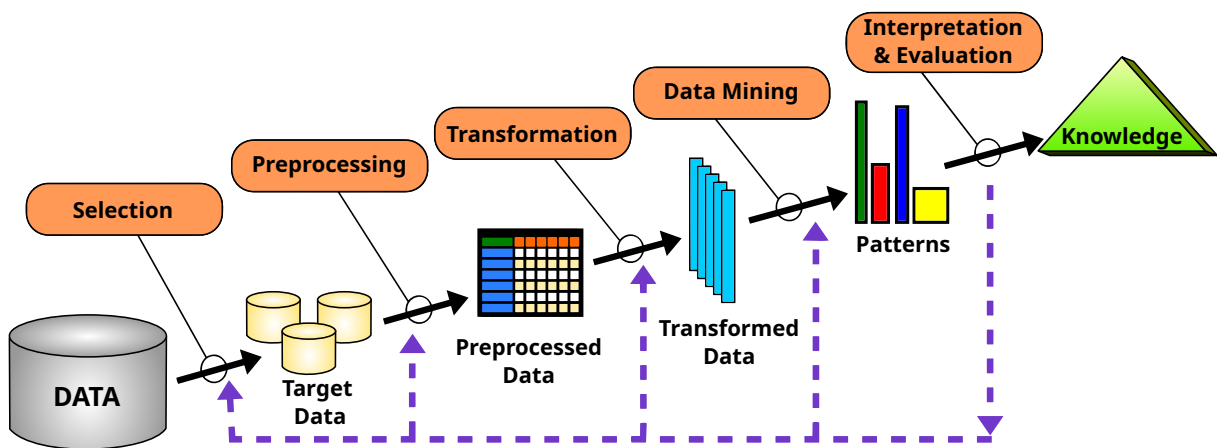 Interpretation
& Evaluation
Data Mining
Transformation
Preprocessing
Selection
Knowledge
Patterns
Transformed
Data
Preprocessed
Data
Target
Data
DATA